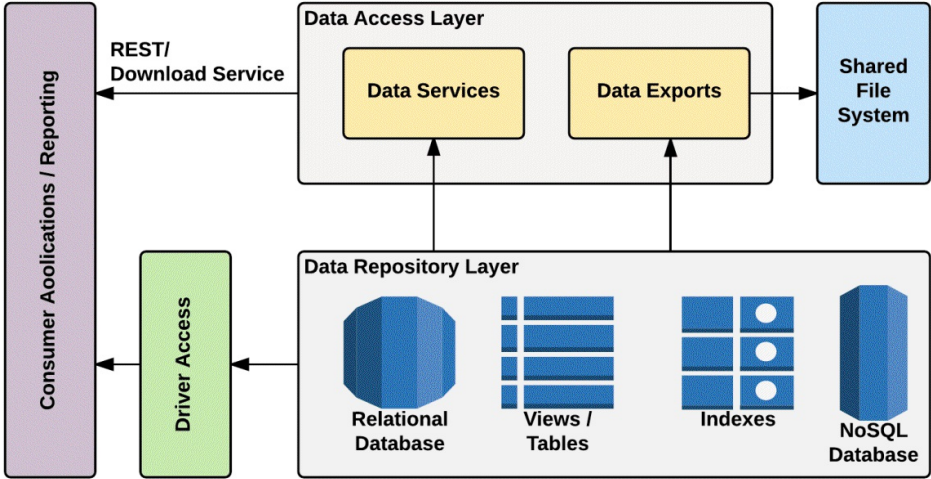 Data Access Layer
REST/
Download Service
Data Services
Data Exports
Shared
File
System
Consumer Aoolications / Reporting
Driver Access
Data Repository Layer
Relational
Database
Views /
Tables
Indexes
NoSQL
Database